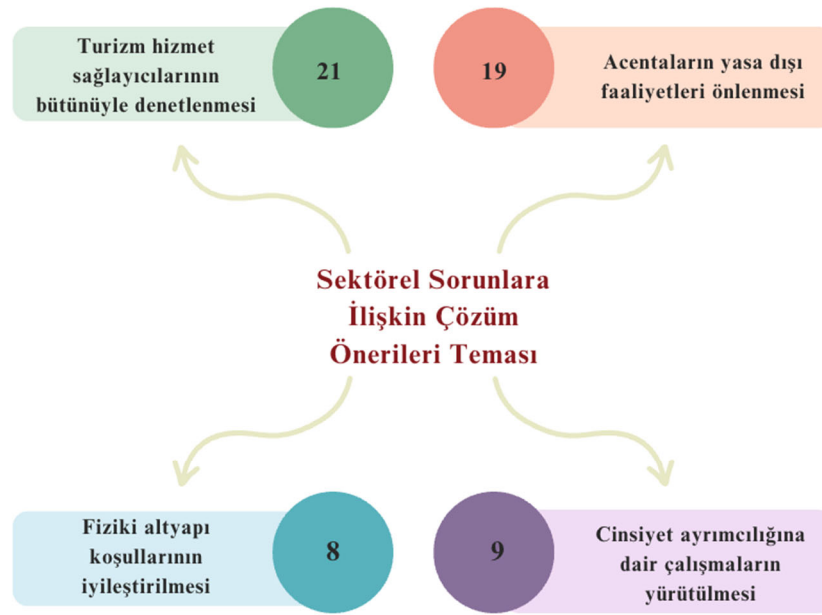 Turizm hizmet
sağlayıcılarının
bütünüyle denetlenmesi
21
19
Acentaların yasa dışı
faaliyetleri önlenmesi
Sektörel Sorunlara
İlişkin Çözüm
Önerileri Teması
Fiziki altyapı
koşullarının
iyileştirilmesi
8
9
Cinsiyet ayrımcılığına
dair çalışmaların
yürütülmesi